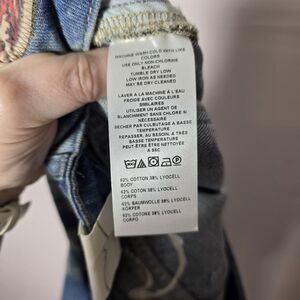 MACHINE WASH COLD WITH LIKE
COLORS
USE ONLY NON-CHLORINE
BLEACH
TUMBLE DRY LOW
LOW IRON AS NEEDED
MAY BE DRY CLEANED
LAVER A LA MACHINE A L'EAU
FROIDE AVEC COULEURS
SIMILAIRES
UTILISER UN AGENT DE
BLANCHIMENT SANS CHLORE SI
NÉCESSAIRE
SECHER PAR CULBUTAGE A BASSE
TEMPERATURE
REPASSER, AU BESOIN, A BASSE
TEMPERATURE
PEUT-ÊTRE ÊTRE NETTOYÉE
A SEC
62% COTTON 38% LYOCELL
BODY
62% COTON 38% LYOCELL
CORPS
62% BAUMWOLLE 38% LYOCELL
KORPER
62% COTONE 38% LYOCELL
CORPO